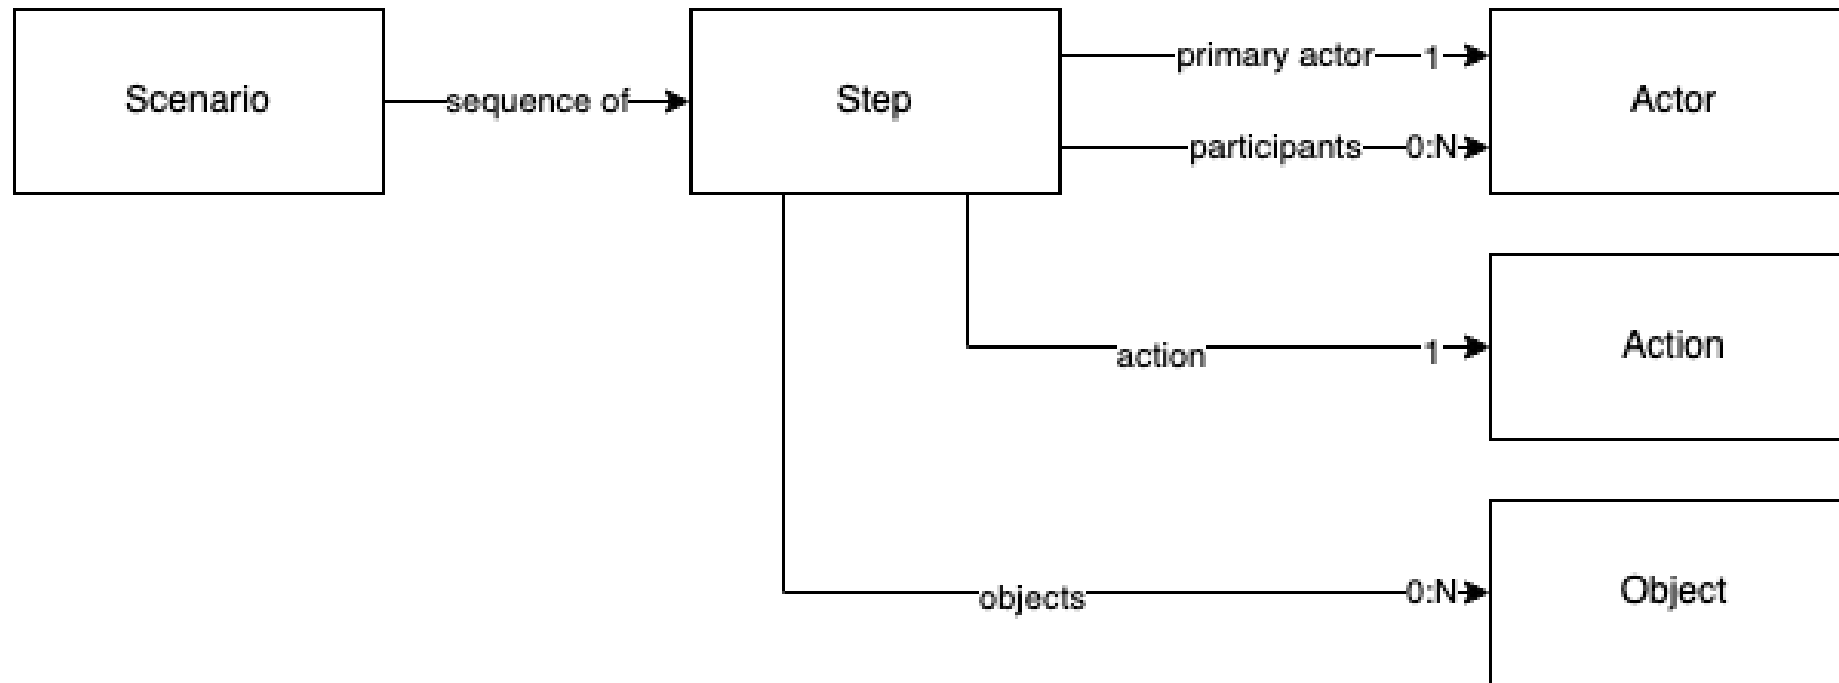 Scenario
sequence of
Step
primary actor
1
participants
0:N
Actor
action
1
Action
objects
0:N
Object